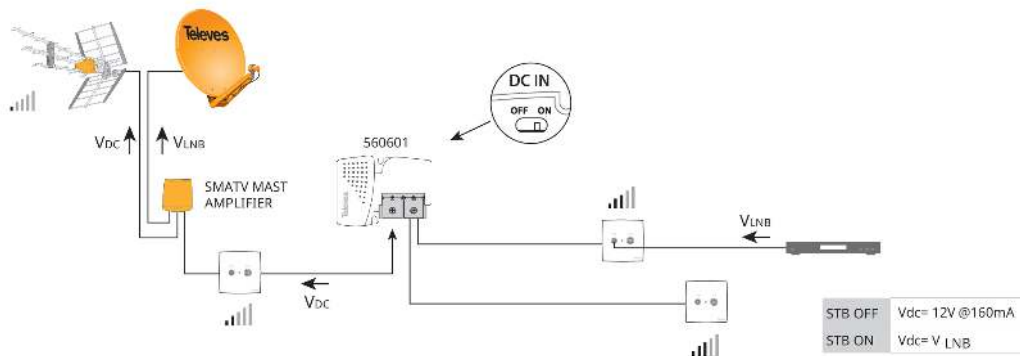 Televes
DC IN
OFF ON
VDC
VLNB
560601
SMATV MAST
AMPLIFIER
Televes
VLNB
VDC
STB OFF Vdc= 12V @160mA
STB ON Vdc= V LNB